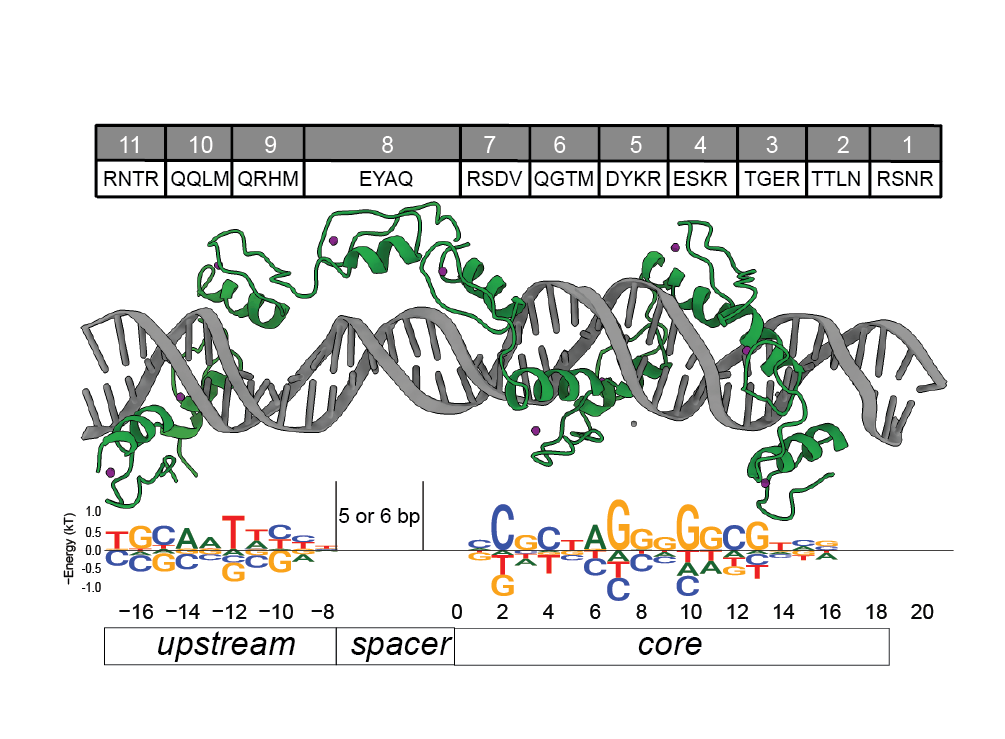 11 10 9 8 7 6 5 4 3 2 1
RNTR QQLM QRHM EYAQ RSDV QGTM DYKR ESKR TGER TTLN RSNR
−Energy (kT)
1.0
0.5
0.0
-0.5
-1.0
5 or 6 bp
TGCAATTCC
CGCTAGGGGGCG
−16 −14 −12 −10 −8 0 2 4 6 8 10 12 14 16 18 20
upstream spacer core